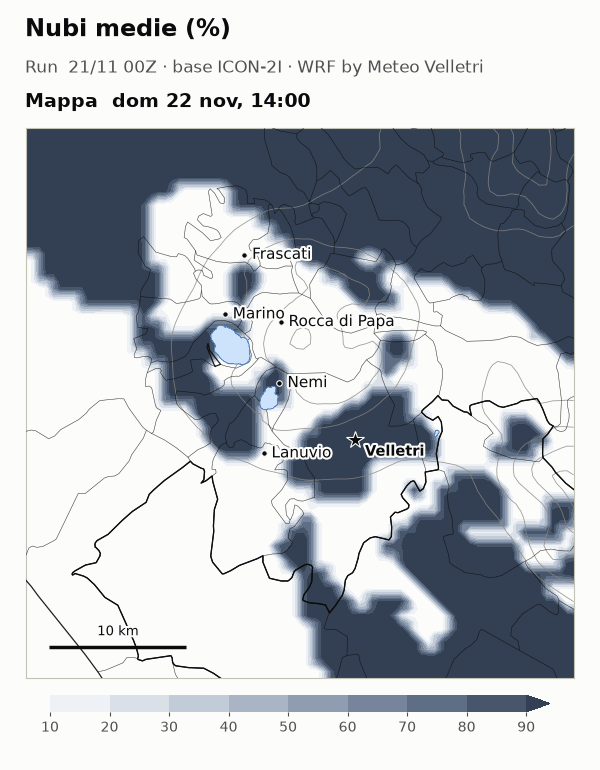 Nubi medie (%)
Run 21/11 00Z · base ICON-2I · WRF by Meteo Velletri
Mappa dom 22 nov, 14:00
Frascati
Marino
Rocca di Papa
Nemi
Velletri
Lanuvio
10 km
10 20 30 40 50 60 70 80 90